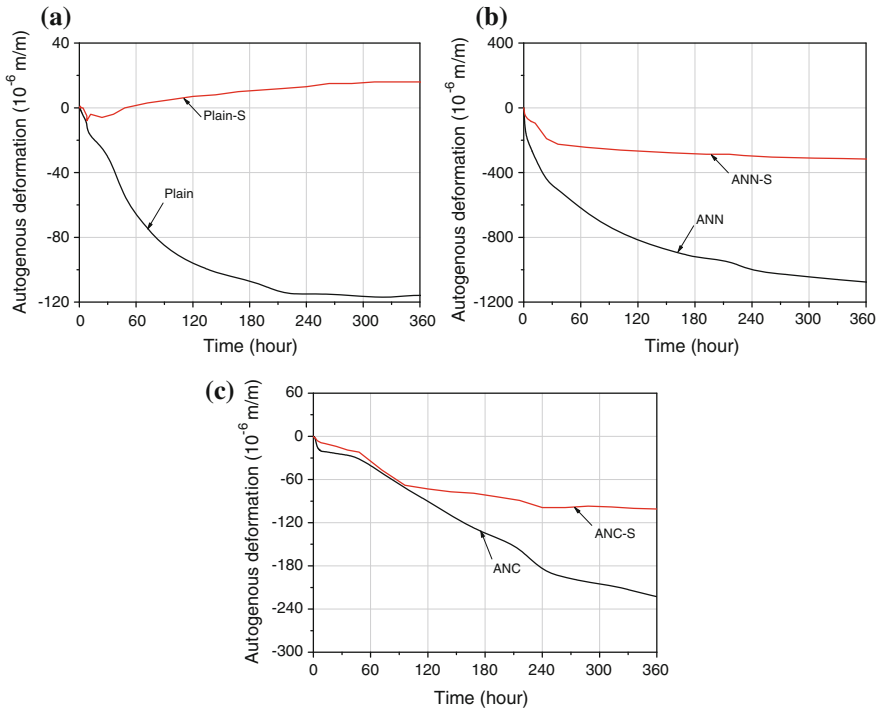 (a)
40
0
-40
-80
-120
Autogenous deformation (10⁻⁶ m/m)
Plain-S
Plain
0 60 120 180 240 300 360
Time (hour)
(b)
400
0
-400
-800
-1200
Autogenous deformation (10⁻⁶ m/m)
ANN-S
ANN
0 60 120 180 240 300 360
Time (hour)
(c)
60
0
-60
-120
-180
-240
-300
Autogenous deformation (10⁻⁶ m/m)
ANC-S
ANC
0 60 120 180 240 300 360
Time (hour)